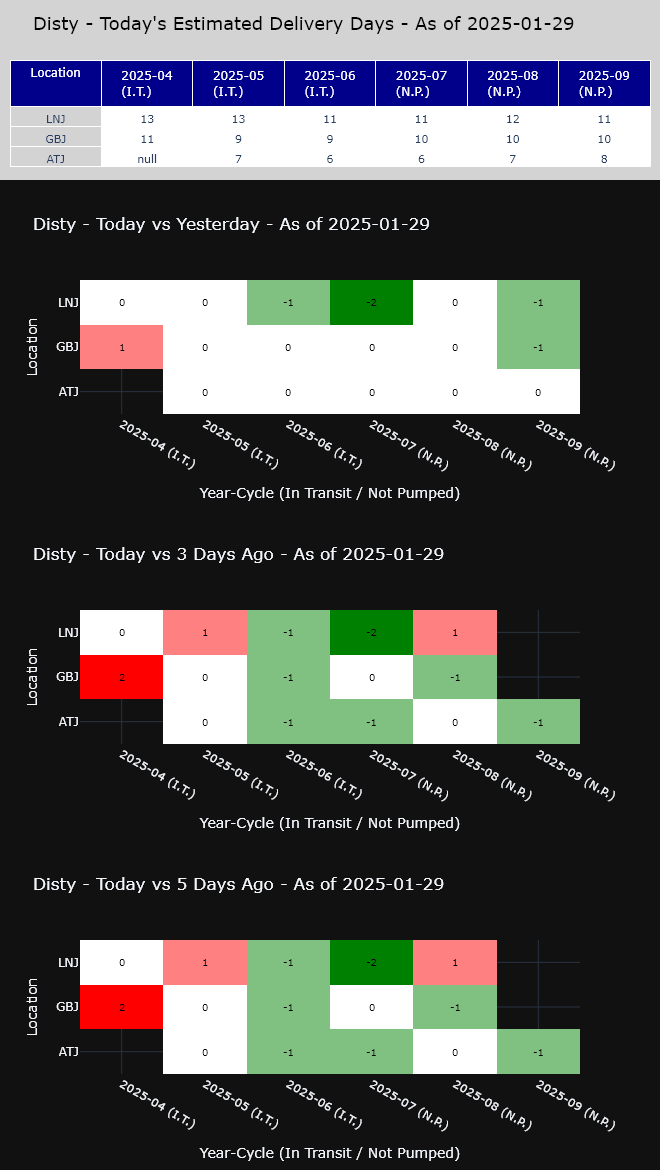 Disty - Today's Estimated Delivery Days - As of 2025-01-29
Location 2025-04 (I.T.) 2025-05 (I.T.) 2025-06 (I.T.) 2025-07 (N.P.) 2025-08 (N.P.) 2025-09 (N.P.)
LNJ 13 13 11 11 12 11
GBJ 11 9 9 10 10 10
ATJ null 7 6 6 7 8
Disty - Today vs Yesterday - As of 2025-01-29
Location
LNJ 0 0 -1 -2 0 -1
GBJ 1 0 0 0 0 -1
ATJ 0 0 0 0 0
2025-04 (I.T.) 2025-05 (I.T.) 2025-06 (I.T.) 2025-07 (N.P.) 2025-08 (N.P.) 2025-09 (N.P.)
Year-Cycle (In Transit / Not Pumped)
Disty - Today vs 3 Days Ago - As of 2025-01-29
Location
LNJ 0 1 -1 -2 1
GBJ 2 0 -1 0 -1
ATJ 0 -1 -1 0 -1
2025-04 (I.T.) 2025-05 (I.T.) 2025-06 (I.T.) 2025-07 (N.P.) 2025-08 (N.P.) 2025-09 (N.P.)
Year-Cycle (In Transit / Not Pumped)
Disty - Today vs 5 Days Ago - As of 2025-01-29
Location
LNJ 0 1 -1 -2 1
GBJ 2 0 -1 0 -1
ATJ 0 -1 -1 0 -1
2025-04 (I.T.) 2025-05 (I.T.) 2025-06 (I.T.) 2025-07 (N.P.) 2025-08 (N.P.) 2025-09 (N.P.)
Year-Cycle (In Transit / Not Pumped)